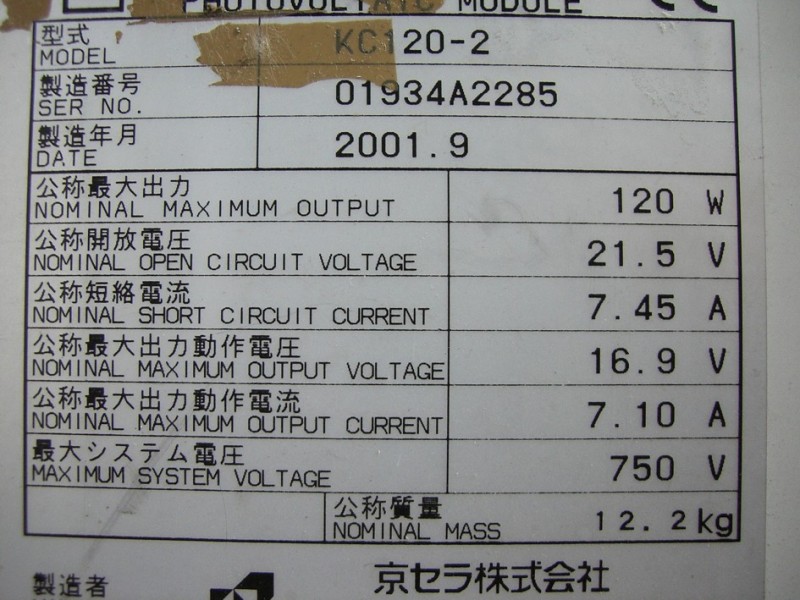 PHOTOVOLTAIC MODULE CE
型式
MODEL
KC120-2
製造番号
SER NO.
01934A2285
製造年月
DATE
2001.9
公称最大出力
NOMINAL MAXIMUM OUTPUT
120 W
公称開放電圧
NOMINAL OPEN CIRCUIT VOLTAGE
21.5 V
公称短絡電流
NOMINAL SHORT CIRCUIT CURRENT
7.45 A
公称最大出力動作電圧
NOMINAL MAXIMUM OUTPUT VOLTAGE
16.9 V
公称最大出力動作電流
NOMINAL MAXIMUM OUTPUT CURRENT
7.10 A
最大システム電圧
MAXIMUM SYSTEM VOLTAGE
750 V
公称質量
NOMINAL MASS
12.2kg
製造者
京セラ株式会社